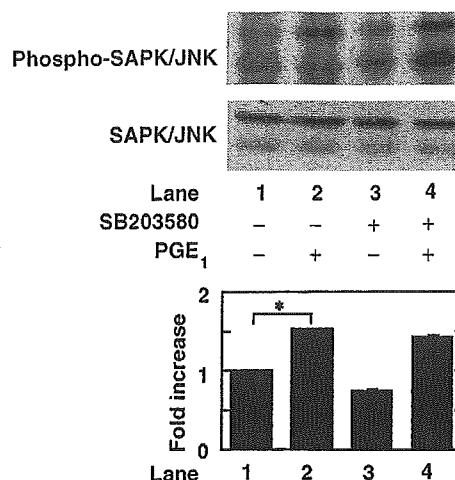 Phospho-SAPK/JNK
SAPK/JNK
Lane 1 2 3 4
SB203580 − − + +
PGE1 − + − +
2
*
1
Fold increase
0
Lane 1 2 3 4